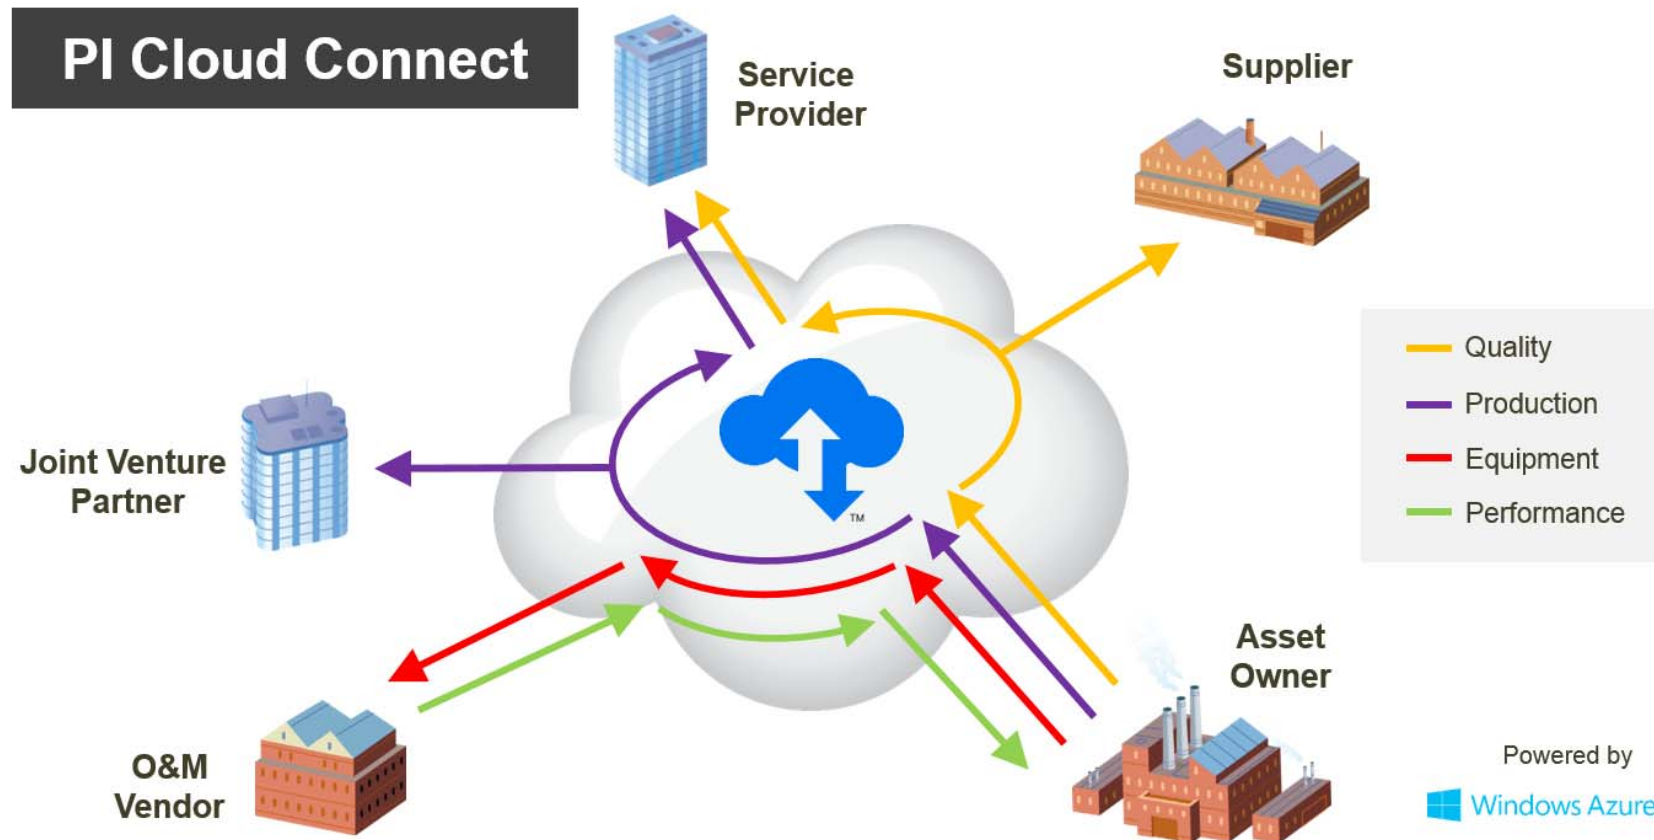 PI Cloud Connect
Service
Provider
Supplier
Quality
Production
Equipment
Performance
Joint Venture
Partner
TM
Asset
Owner
O&M
Vendor
Powered by
Windows Azure